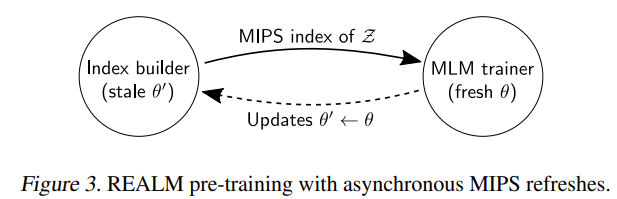 MIPS index of 𝒵
Index builder
(stale θ′)
MLM trainer
(fresh θ)
Updates θ′ ← θ
Figure 3. REALM pre-training with asynchronous MIPS refreshes.